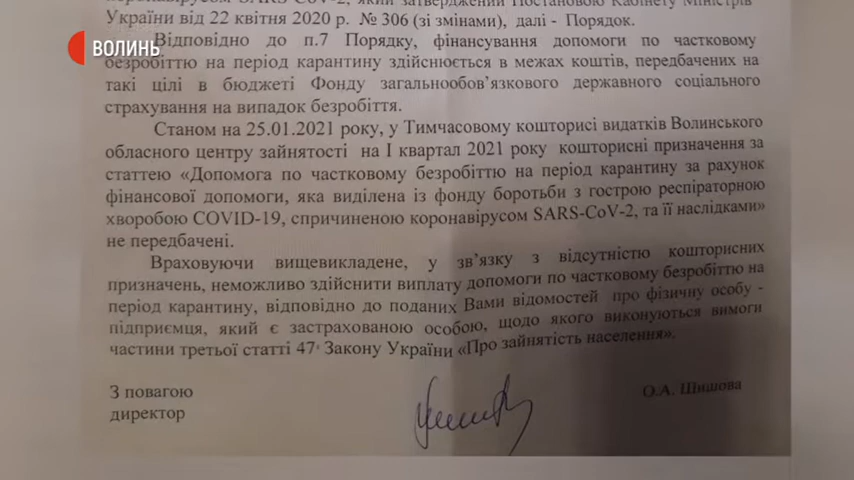 коронавірусом SARS-CoV-2, який затверджений Постановою Кабінету Міністрів
України від 22 квітня 2020 р. № 306 (зі змінами), далі - Порядок.
ВОЛИНЬ
Відповідно до п.7 Порядку, фінансування допомоги по частковому
безробіттю на період карантину здійснюється в межах коштів, передбачених на
такі цілі в бюджеті Фонду загальнообов’язкового державного соціального
страхування на випадок безробіття.
Станом на 25.01.2021 року, у Тимчасовому кошторисі видатків Волинського
обласного центру зайнятості на І квартал 2021 року кошторисні призначення за
статтею «Допомога по частковому безробіттю на період карантину за рахунок
фінансової допомоги, яка виділена із фонду боротьби з гострою респіраторною
хворобою COVID-19, спричиненою коронавірусом SARS-CoV-2, та її наслідками»
не передбачені.
Враховуючи вищевикладене, у зв’язку з відсутністю кошторисних
призначень, неможливо здійснити виплату допомоги по частковому безробіттю на
період карантину, відповідно до поданих Вами відомостей про фізичну особу -
підприємця, який є застрахованою особою, щодо якого виконуються вимоги
частини третьої статті 47¹ Закону України «Про зайнятість населення».
З повагою
директор
О.А. Шишова